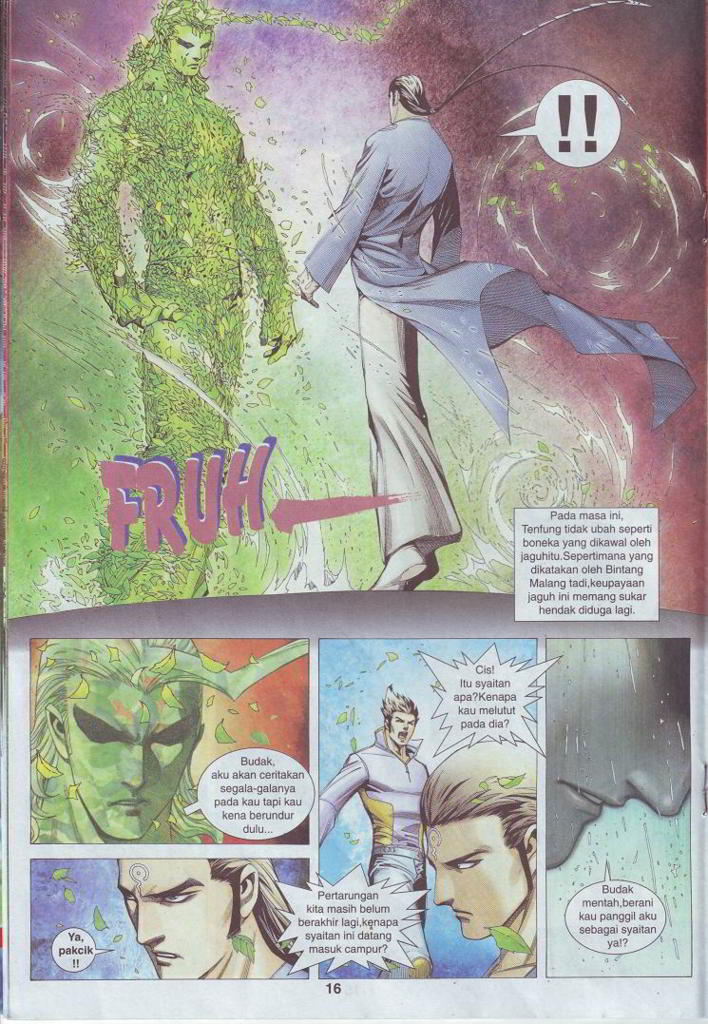 !!
FRUH
Pada masa ini,
Tenfung tidak ubah seperti
boneka yang dikawal oleh
jaguhitu.Sepertimana yang
dikatakan oleh Bintang
Malang tadi,keupayaan
jaguh ini memang sukar
hendak diduga lagi.
Budak,
aku akan ceritakan
segala-galanya
pada kau tapi kau
kena berundur
dulu...
Ya,
pakcik
!!
Cis!
Itu syaitan
apa?Kenapa
kau melutut
pada dia?
Pertarungan
kita masih belum
berakhir lagi,kenapa
syaitan ini datang
masuk campur?
Budak
mentah,berani
kau panggil aku
sebagai syaitan
ya!?
16